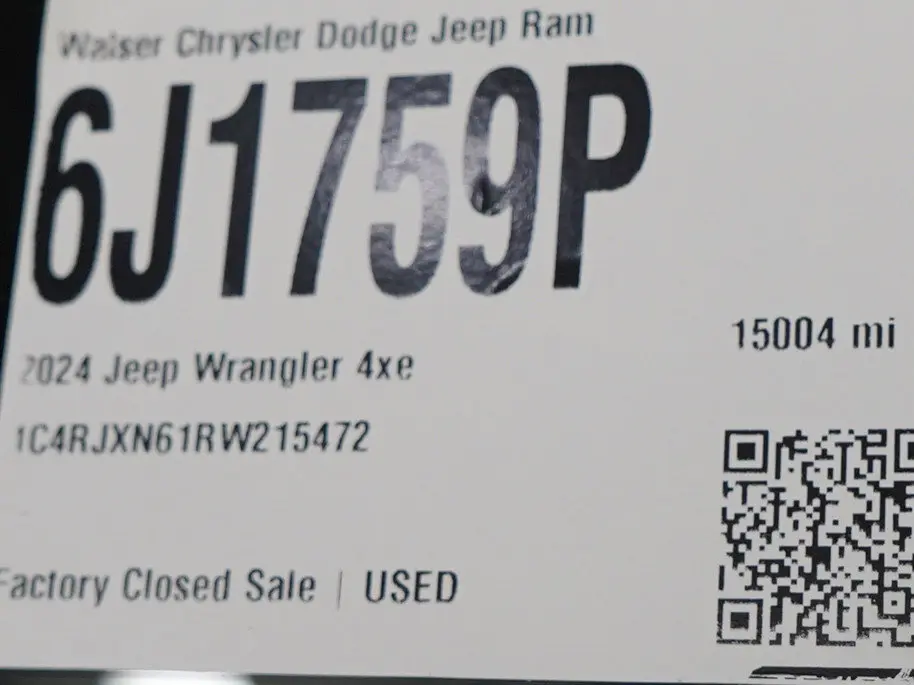 Walser Chrysler Dodge Jeep Ram
6J1759P
15004 mi
2024 Jeep Wrangler 4xe
1C4RJXN61RW215472
Factory Closed Sale | USED